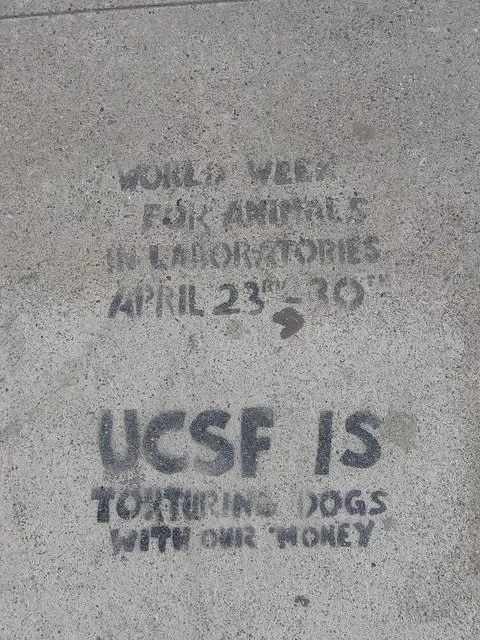 WORLD WEEK
FOR ANIMALS
IN LABORATORIES
APRIL 23RD-30TH
UCSF IS
TORTURING DOGS
WITH OUR MONEY